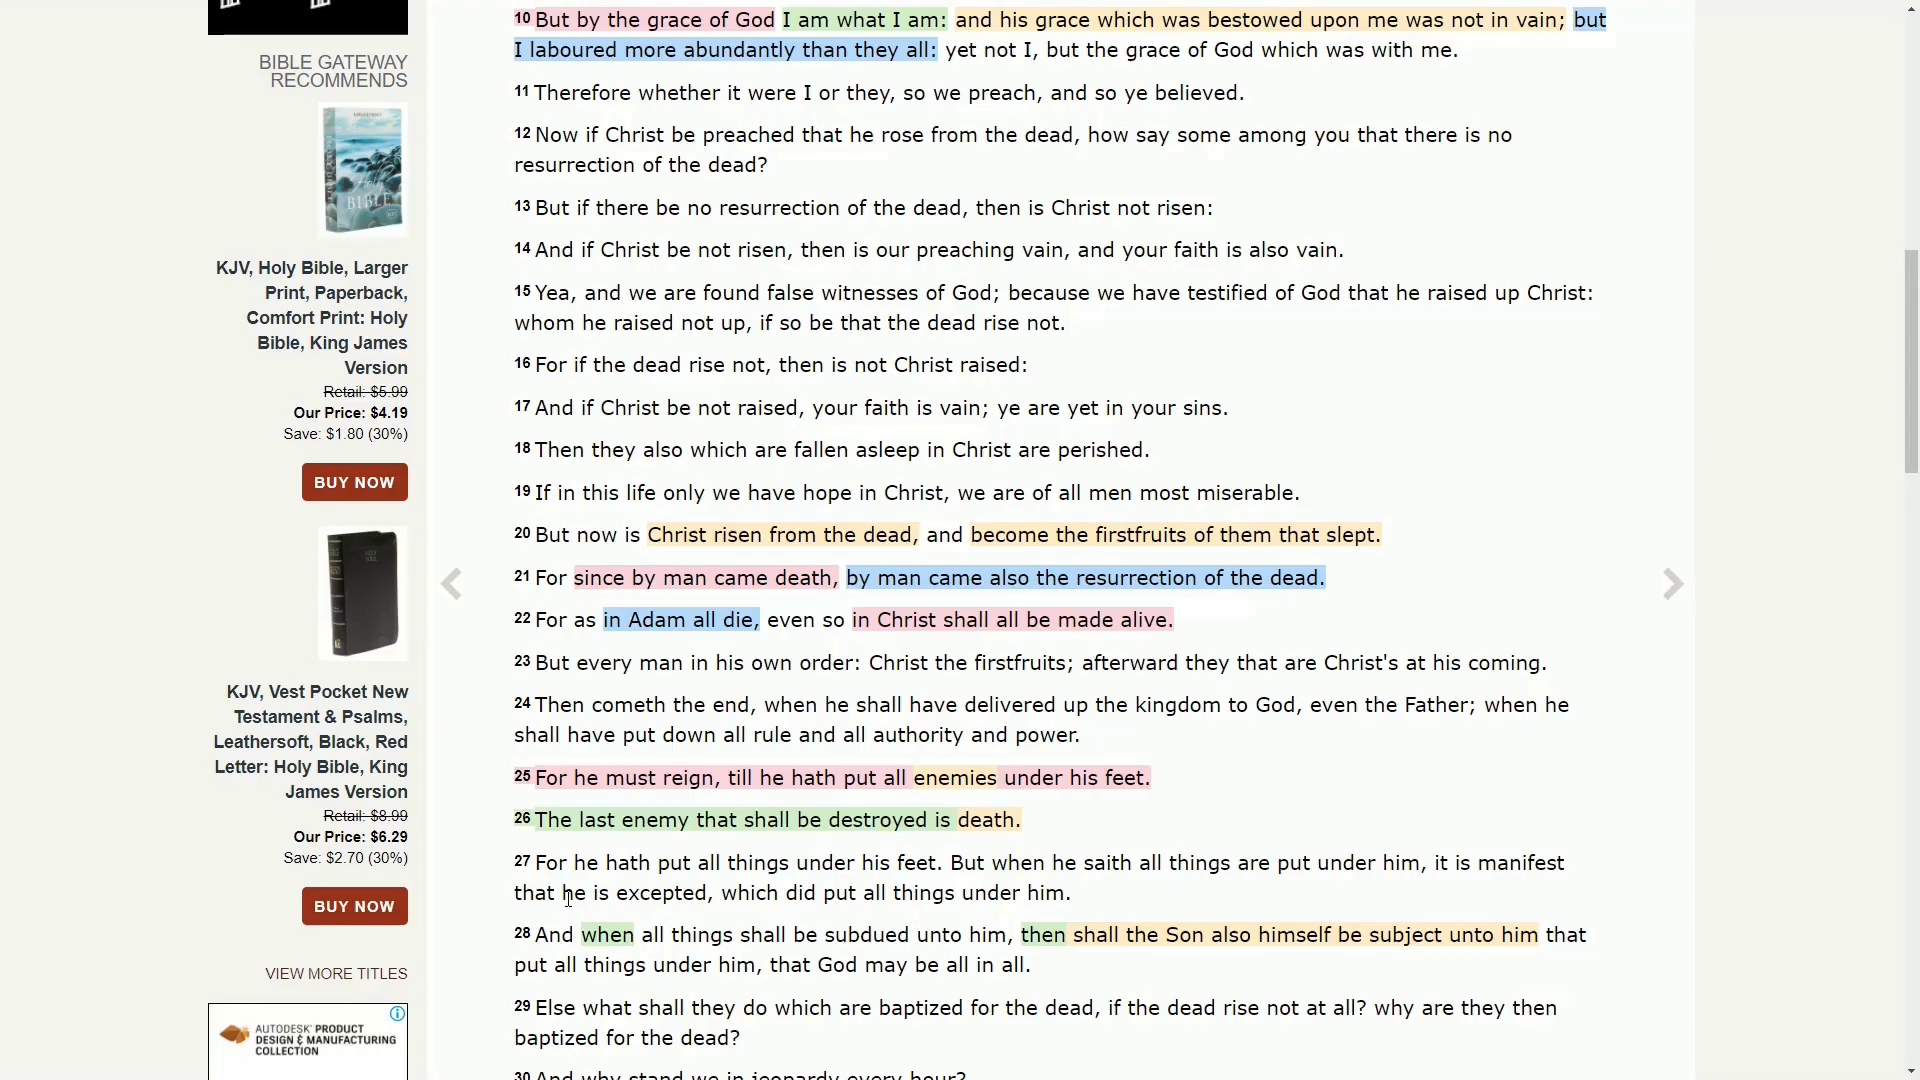 BIBLE GATEWAY
RECOMMENDS
HOLY
BIBLE
KJV, Holy Bible, Larger
Print, Paperback,
Comfort Print: Holy
Bible, King James
Version
Retail: $5.99
Our Price: $4.19
Save: $1.80 (30%)
BUY NOW
KJV, Vest Pocket New
Testament & Psalms,
Leathersoft, Black, Red
Letter: Holy Bible, King
James Version
Retail: $8.99
Our Price: $6.29
Save: $2.70 (30%)
BUY NOW
VIEW MORE TITLES
AUTODESK® PRODUCT
DESIGN & MANUFACTURING
COLLECTION
10 But by the grace of God I am what I am: and his grace which was bestowed upon me was not in vain; but
I laboured more abundantly than they all: yet not I, but the grace of God which was with me.
11 Therefore whether it were I or they, so we preach, and so ye believed.
12 Now if Christ be preached that he rose from the dead, how say some among you that there is no
resurrection of the dead?
13 But if there be no resurrection of the dead, then is Christ not risen:
14 And if Christ be not risen, then is our preaching vain, and your faith is also vain.
15 Yea, and we are found false witnesses of God; because we have testified of God that he raised up Christ:
whom he raised not up, if so be that the dead rise not.
16 For if the dead rise not, then is not Christ raised:
17 And if Christ be not raised, your faith is vain; ye are yet in your sins.
18 Then they also which are fallen asleep in Christ are perished.
19 If in this life only we have hope in Christ, we are of all men most miserable.
20 But now is Christ risen from the dead, and become the firstfruits of them that slept.
21 For since by man came death, by man came also the resurrection of the dead.
22 For as in Adam all die, even so in Christ shall all be made alive.
23 But every man in his own order: Christ the firstfruits; afterward they that are Christ's at his coming.
24 Then cometh the end, when he shall have delivered up the kingdom to God, even the Father; when he
shall have put down all rule and all authority and power.
25 For he must reign, till he hath put all enemies under his feet.
26 The last enemy that shall be destroyed is death.
27 For he hath put all things under his feet. But when he saith all things are put under him, it is manifest
that he is excepted, which did put all things under him.
28 And when all things shall be subdued unto him, then shall the Son also himself be subject unto him that
put all things under him, that God may be all in all.
29 Else what shall they do which are baptized for the dead, if the dead rise not at all? why are they then
baptized for the dead?
30 And why stand we in jeopardy every hour?